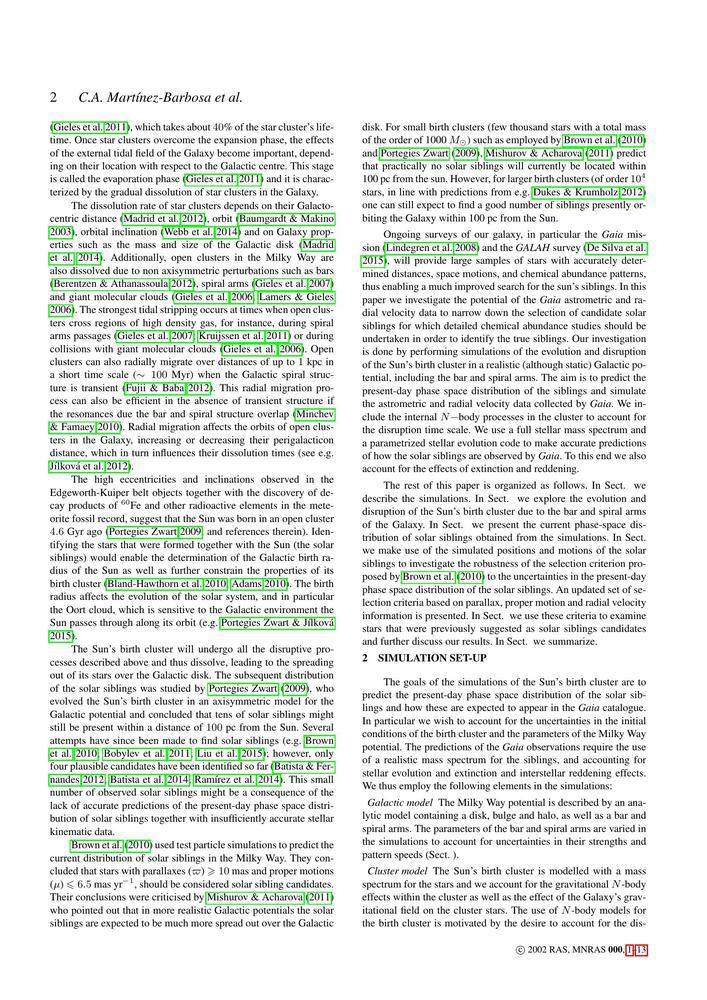 2 C.A. Martínez-Barbosa et al.
(Gieles et al. 2011), which takes about 40% of the star cluster's life-
time. Once star clusters overcome the expansion phase, the effects
of the external tidal field of the Galaxy become important, depend-
ing on their location with respect to the Galactic centre. This stage
is called the evaporation phase (Gieles et al. 2011) and it is charac-
terized by the gradual dissolution of star clusters in the Galaxy.
The dissolution rate of star clusters depends on their Galacto-
centric distance (Madrid et al. 2012), orbit (Baumgardt & Makino
2003), orbital inclination (Webb et al. 2014) and on Galaxy prop-
erties such as the mass and size of the Galactic disk (Madrid
et al. 2014). Additionally, open clusters in the Milky Way are
also dissolved due to non axisymmetric perturbations such as bars
(Berentzen & Athanassoula 2012), spiral arms (Gieles et al. 2007)
and giant molecular clouds (Gieles et al. 2006; Lamers & Gieles
2006). The strongest tidal stripping occurs at times when open clus-
ters cross regions of high density gas, for instance, during spiral
arms passages (Gieles et al. 2007; Kruijssen et al. 2011) or during
collisions with giant molecular clouds (Gieles et al. 2006). Open
clusters can also radially migrate over distances of up to 1 kpc in
a short time scale (∼ 100 Myr) when the Galactic spiral struc-
ture is transient (Fujii & Baba 2012). This radial migration pro-
cess can also be efficient in the absence of transient structure if
the resonances due the bar and spiral structure overlap (Minchev
& Famaey 2010). Radial migration affects the orbits of open clus-
ters in the Galaxy, increasing or decreasing their perigalacticon
distance, which in turn influences their dissolution times (see e.g.
Jílková et al. 2012).
The high eccentricities and inclinations observed in the
Edgeworth-Kuiper belt objects together with the discovery of de-
cay products of ⁶⁰Fe and other radioactive elements in the mete-
orite fossil record, suggest that the Sun was born in an open cluster
4.6 Gyr ago (Portegies Zwart 2009, and references therein). Iden-
tifying the stars that were formed together with the Sun (the solar
siblings) would enable the determination of the Galactic birth ra-
dius of the Sun as well as further constrain the properties of its
birth cluster (Bland-Hawthorn et al. 2010; Adams 2010). The birth
radius affects the evolution of the solar system, and in particular
the Oort cloud, which is sensitive to the Galactic environment the
Sun passes through along its orbit (e.g. Portegies Zwart & Jílková
2015).
The Sun's birth cluster will undergo all the disruptive pro-
cesses described above and thus dissolve, leading to the spreading
out of its stars over the Galactic disk. The subsequent distribution
of the solar siblings was studied by Portegies Zwart (2009), who
evolved the Sun's birth cluster in an axisymmetric model for the
Galactic potential and concluded that tens of solar siblings might
still be present within a distance of 100 pc from the Sun. Several
attempts have since been made to find solar siblings (e.g. Brown
et al. 2010; Bobylev et al. 2011; Liu et al. 2015); however, only
four plausible candidates have been identified so far (Batista & Fer-
nandes 2012; Batista et al. 2014; Ramírez et al. 2014). This small
number of observed solar siblings might be a consequence of the
lack of accurate predictions of the present-day phase space distri-
bution of solar siblings together with insufficiently accurate stellar
kinematic data.
Brown et al. (2010) used test particle simulations to predict the
current distribution of solar siblings in the Milky Way. They con-
cluded that stars with parallaxes (ϖ) ⩾ 10 mas and proper motions
(μ) ⩽ 6.5 mas yr⁻¹, should be considered solar sibling candidates.
Their conclusions were criticised by Mishurov & Acharova (2011)
who pointed out that in more realistic Galactic potentials the solar
siblings are expected to be much more spread out over the Galactic
disk. For small birth clusters (few thousand stars with a total mass
of the order of 1000 M⊙) such as employed by Brown et al. (2010)
and Portegies Zwart (2009), Mishurov & Acharova (2011) predict
that practically no solar siblings will currently be located within
100 pc from the sun. However, for larger birth clusters (of order 10⁴
stars, in line with predictions from e.g. Dukes & Krumholz 2012)
one can still expect to find a good number of siblings presently or-
biting the Galaxy within 100 pc from the Sun.
Ongoing surveys of our galaxy, in particular the Gaia mis-
sion (Lindegren et al. 2008) and the GALAH survey (De Silva et al.
2015), will provide large samples of stars with accurately deter-
mined distances, space motions, and chemical abundance patterns,
thus enabling a much improved search for the sun's siblings. In this
paper we investigate the potential of the Gaia astrometric and ra-
dial velocity data to narrow down the selection of candidate solar
siblings for which detailed chemical abundance studies should be
undertaken in order to identify the true siblings. Our investigation
is done by performing simulations of the evolution and disruption
of the Sun's birth cluster in a realistic (although static) Galactic po-
tential, including the bar and spiral arms. The aim is to predict the
present-day phase space distribution of the siblings and simulate
the astrometric and radial velocity data collected by Gaia. We in-
clude the internal N−body processes in the cluster to account for
the disruption time scale. We use a full stellar mass spectrum and
a parametrized stellar evolution code to make accurate predictions
of how the solar siblings are observed by Gaia. To this end we also
account for the effects of extinction and reddening.
The rest of this paper is organized as follows. In Sect. we
describe the simulations. In Sect. we explore the evolution and
disruption of the Sun's birth cluster due to the bar and spiral arms
of the Galaxy. In Sect. we present the current phase-space dis-
tribution of solar siblings obtained from the simulations. In Sect.
we make use of the simulated positions and motions of the solar
siblings to investigate the robustness of the selection criterion pro-
posed by Brown et al. (2010) to the uncertainties in the present-day
phase space distribution of the solar siblings. An updated set of se-
lection criteria based on parallax, proper motion and radial velocity
information is presented. In Sect. we use these criteria to examine
stars that were previously suggested as solar siblings candidates
and further discuss our results. In Sect. we summarize.
2 SIMULATION SET-UP
The goals of the simulations of the Sun's birth cluster are to
predict the present-day phase space distribution of the solar sib-
lings and how these are expected to appear in the Gaia catalogue.
In particular we wish to account for the uncertainties in the initial
conditions of the birth cluster and the parameters of the Milky Way
potential. The predictions of the Gaia observations require the use
of a realistic mass spectrum for the siblings, and accounting for
stellar evolution and extinction and interstellar reddening effects.
We thus employ the following elements in the simulations:
Galactic model The Milky Way potential is described by an ana-
lytic model containing a disk, bulge and halo, as well as a bar and
spiral arms. The parameters of the bar and spiral arms are varied in
the simulations to account for uncertainties in their strengths and
pattern speeds (Sect. ).
Cluster model The Sun's birth cluster is modelled with a mass
spectrum for the stars and we account for the gravitational N-body
effects within the cluster as well as the effect of the Galaxy's grav-
itational field on the cluster stars. The use of N-body models for
the birth cluster is motivated by the desire to account for the dis-
© 2002 RAS, MNRAS 000, 1–13